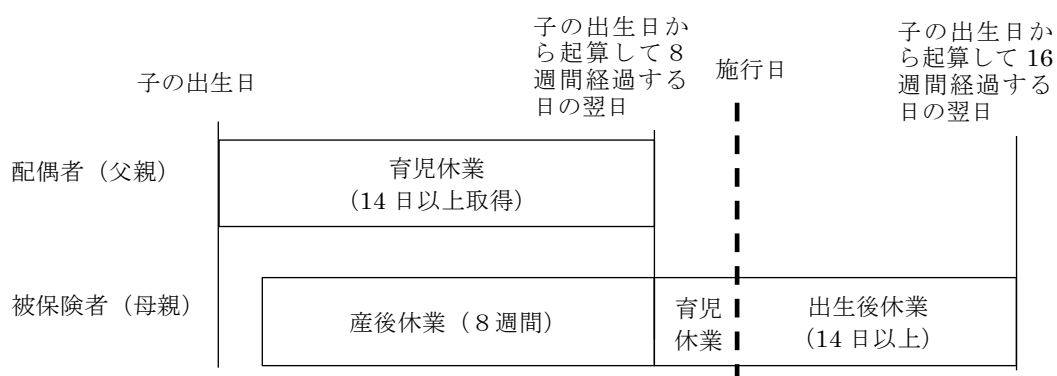 子の出生日
子の出生日か
ら起算して８
週間経過する
日の翌日
施行日
子の出生日か
ら起算して 16
週間経過する
日の翌日
配偶者（父親）
育児休業
（14 日以上取得）
被保険者（母親）
産後休業（８週間）
育児
休業
出生後休業
（14 日以上）